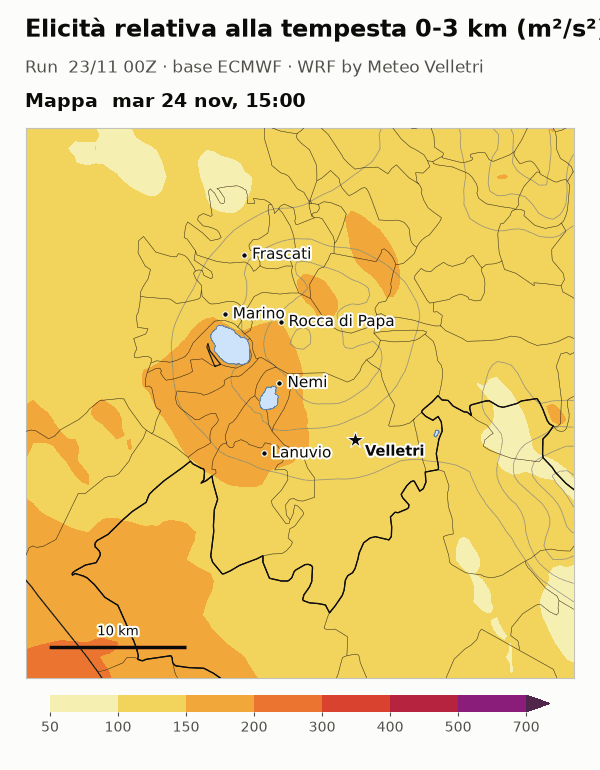 Elicità relativa alla tempesta 0-3 km (m²/s²)
Run 23/11 00Z · base ECMWF · WRF by Meteo Velletri
Mappa mar 24 nov, 15:00
Frascati
Marino
Rocca di Papa
Nemi
Velletri
Lanuvio
10 km
50 100 150 200 300 400 500 700